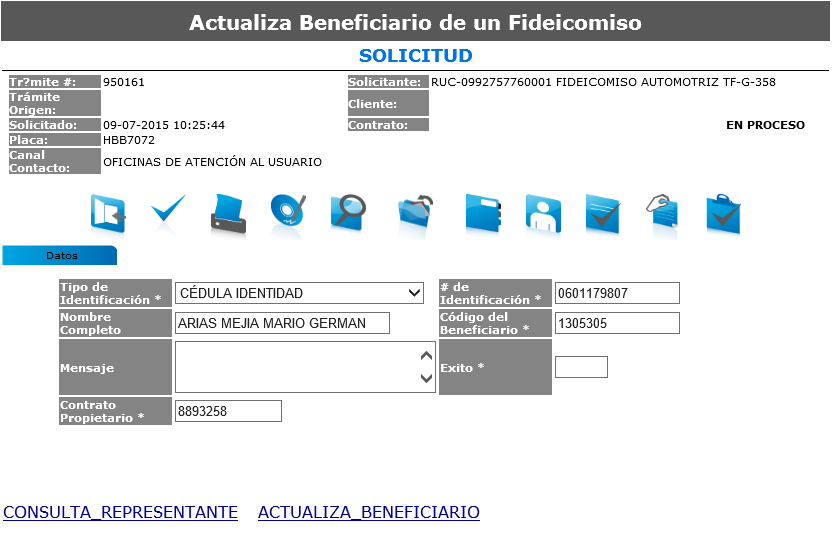 Actualiza Beneficiario de un Fideicomiso
SOLICITUD
Tr?mite #: 950161 Solicitante: RUC-0992757760001 FIDEICOMISO AUTOMOTRIZ TF-G-358
Trámite
Origen: Cliente:
Solicitado: 09-07-2015 10:25:44 Contrato: EN PROCESO
Placa: HBB7072
Canal
Contacto: OFICINAS DE ATENCIÓN AL USUARIO
Datos
Tipo de
Identificación * CÉDULA IDENTIDAD # de
Identificación * 0601179807
Nombre
Completo ARIAS MEJIA MARIO GERMAN Código del
Beneficiario * 1305305
Mensaje Exito *
Contrato
Propietario * 8893258
CONSULTA_REPRESENTANTE ACTUALIZA_BENEFICIARIO